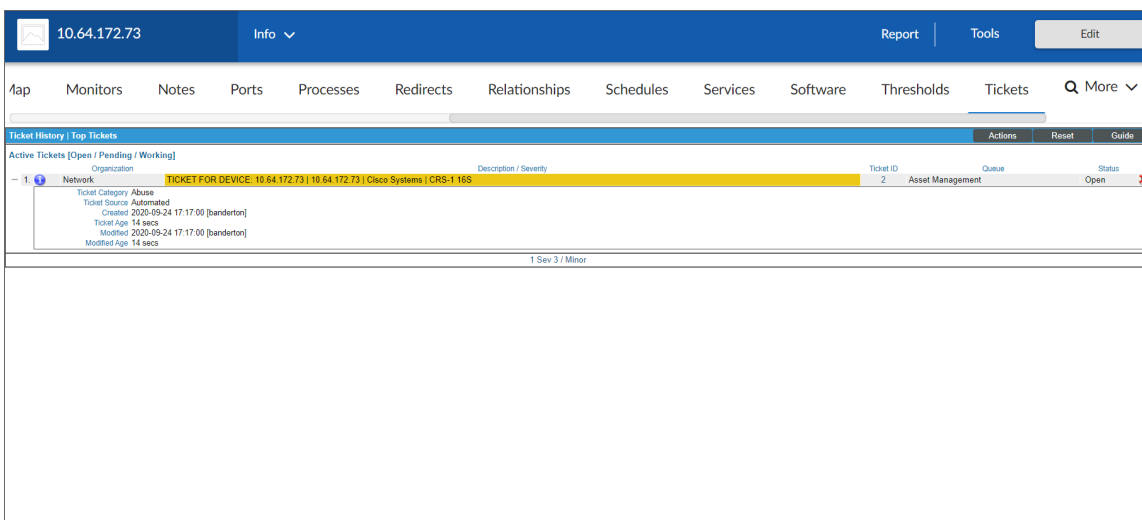 10.64.172.73 Info Report Tools Edit
Map Monitors Notes Ports Processes Redirects Relationships Schedules Services Software Thresholds Tickets More
Ticket History | Top Tickets Actions Reset Guide
Active Tickets [Open / Pending / Working]
Organization Description / Severity Ticket ID Queue Status
1. Network TICKET FOR DEVICE: 10.64.172.73 | 10.64.172.73 | Cisco Systems | CRS-1 16S 2 Asset Management Open
Ticket Category Abuse
Ticket Source Automated
Created 2020-09-24 17:17:00 [banderton]
Ticket Age 14 secs
Modified 2020-09-24 17:17:00 [banderton]
Modified Age 14 secs
1 Sev 3 / Minor